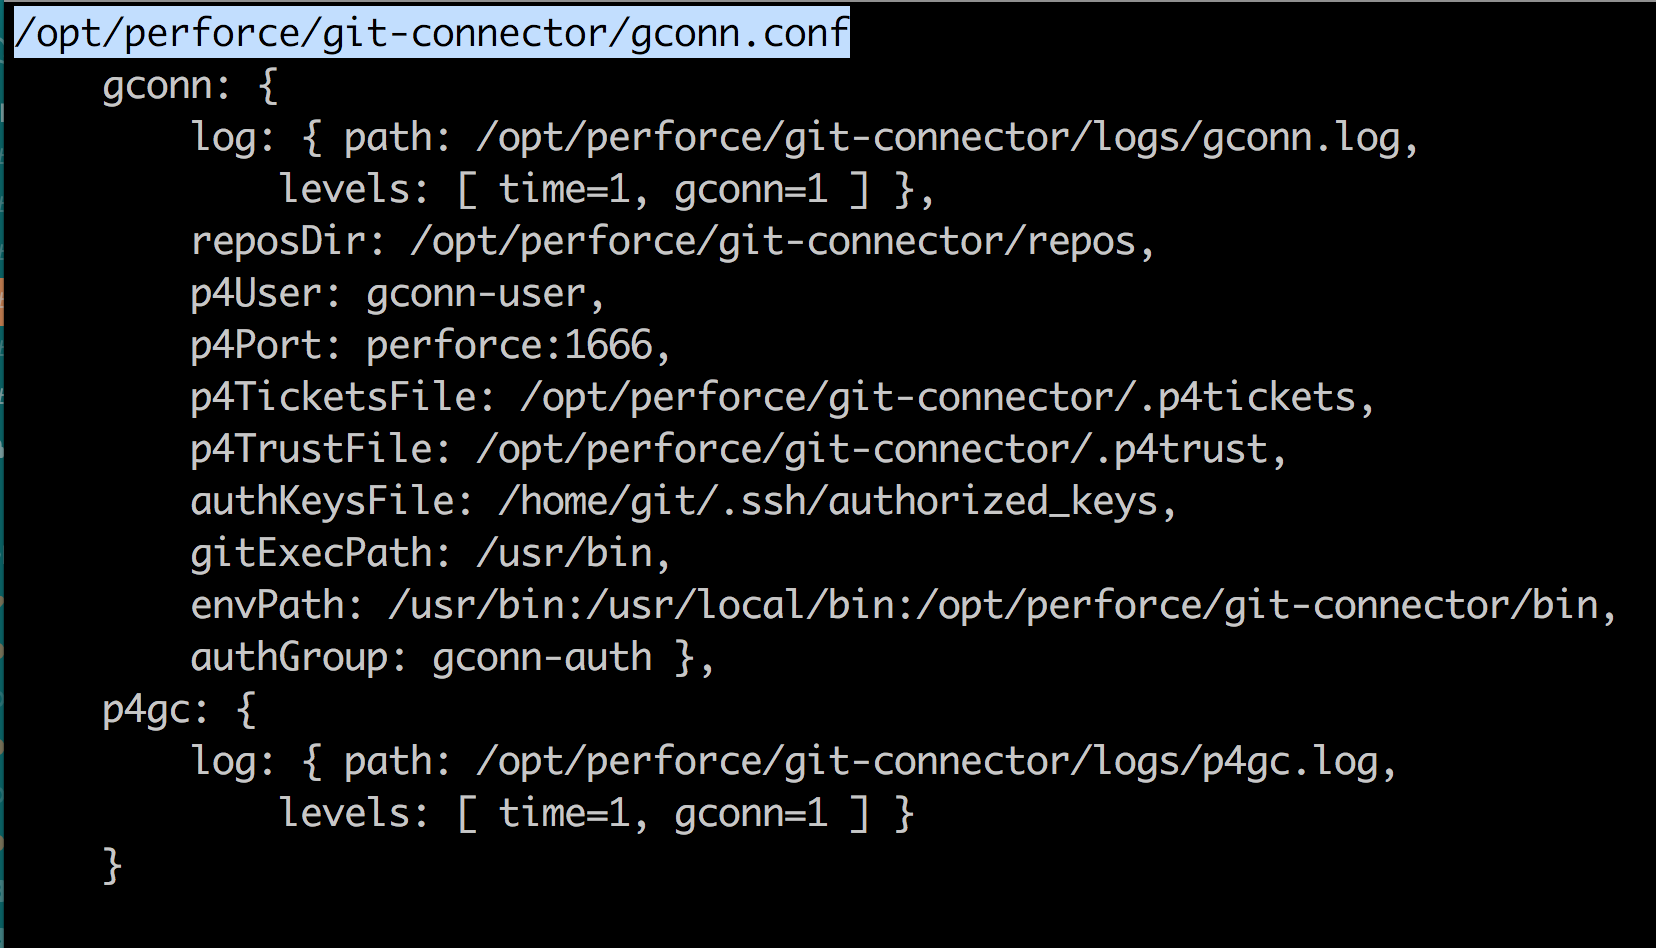 /opt/perforce/git-connector/gconn.conf
gconn: {
log: { path: /opt/perforce/git-connector/logs/gconn.log,
levels: [ time=1, gconn=1 ] },
reposDir: /opt/perforce/git-connector/repos,
p4User: gconn-user,
p4Port: perforce:1666,
p4TicketsFile: /opt/perforce/git-connector/.p4tickets,
p4TrustFile: /opt/perforce/git-connector/.p4trust,
authKeysFile: /home/git/.ssh/authorized_keys,
gitExecPath: /usr/bin,
envPath: /usr/bin:/usr/local/bin:/opt/perforce/git-connector/bin,
authGroup: gconn-auth },
p4gc: {
log: { path: /opt/perforce/git-connector/logs/p4gc.log,
levels: [ time=1, gconn=1 ] }
}